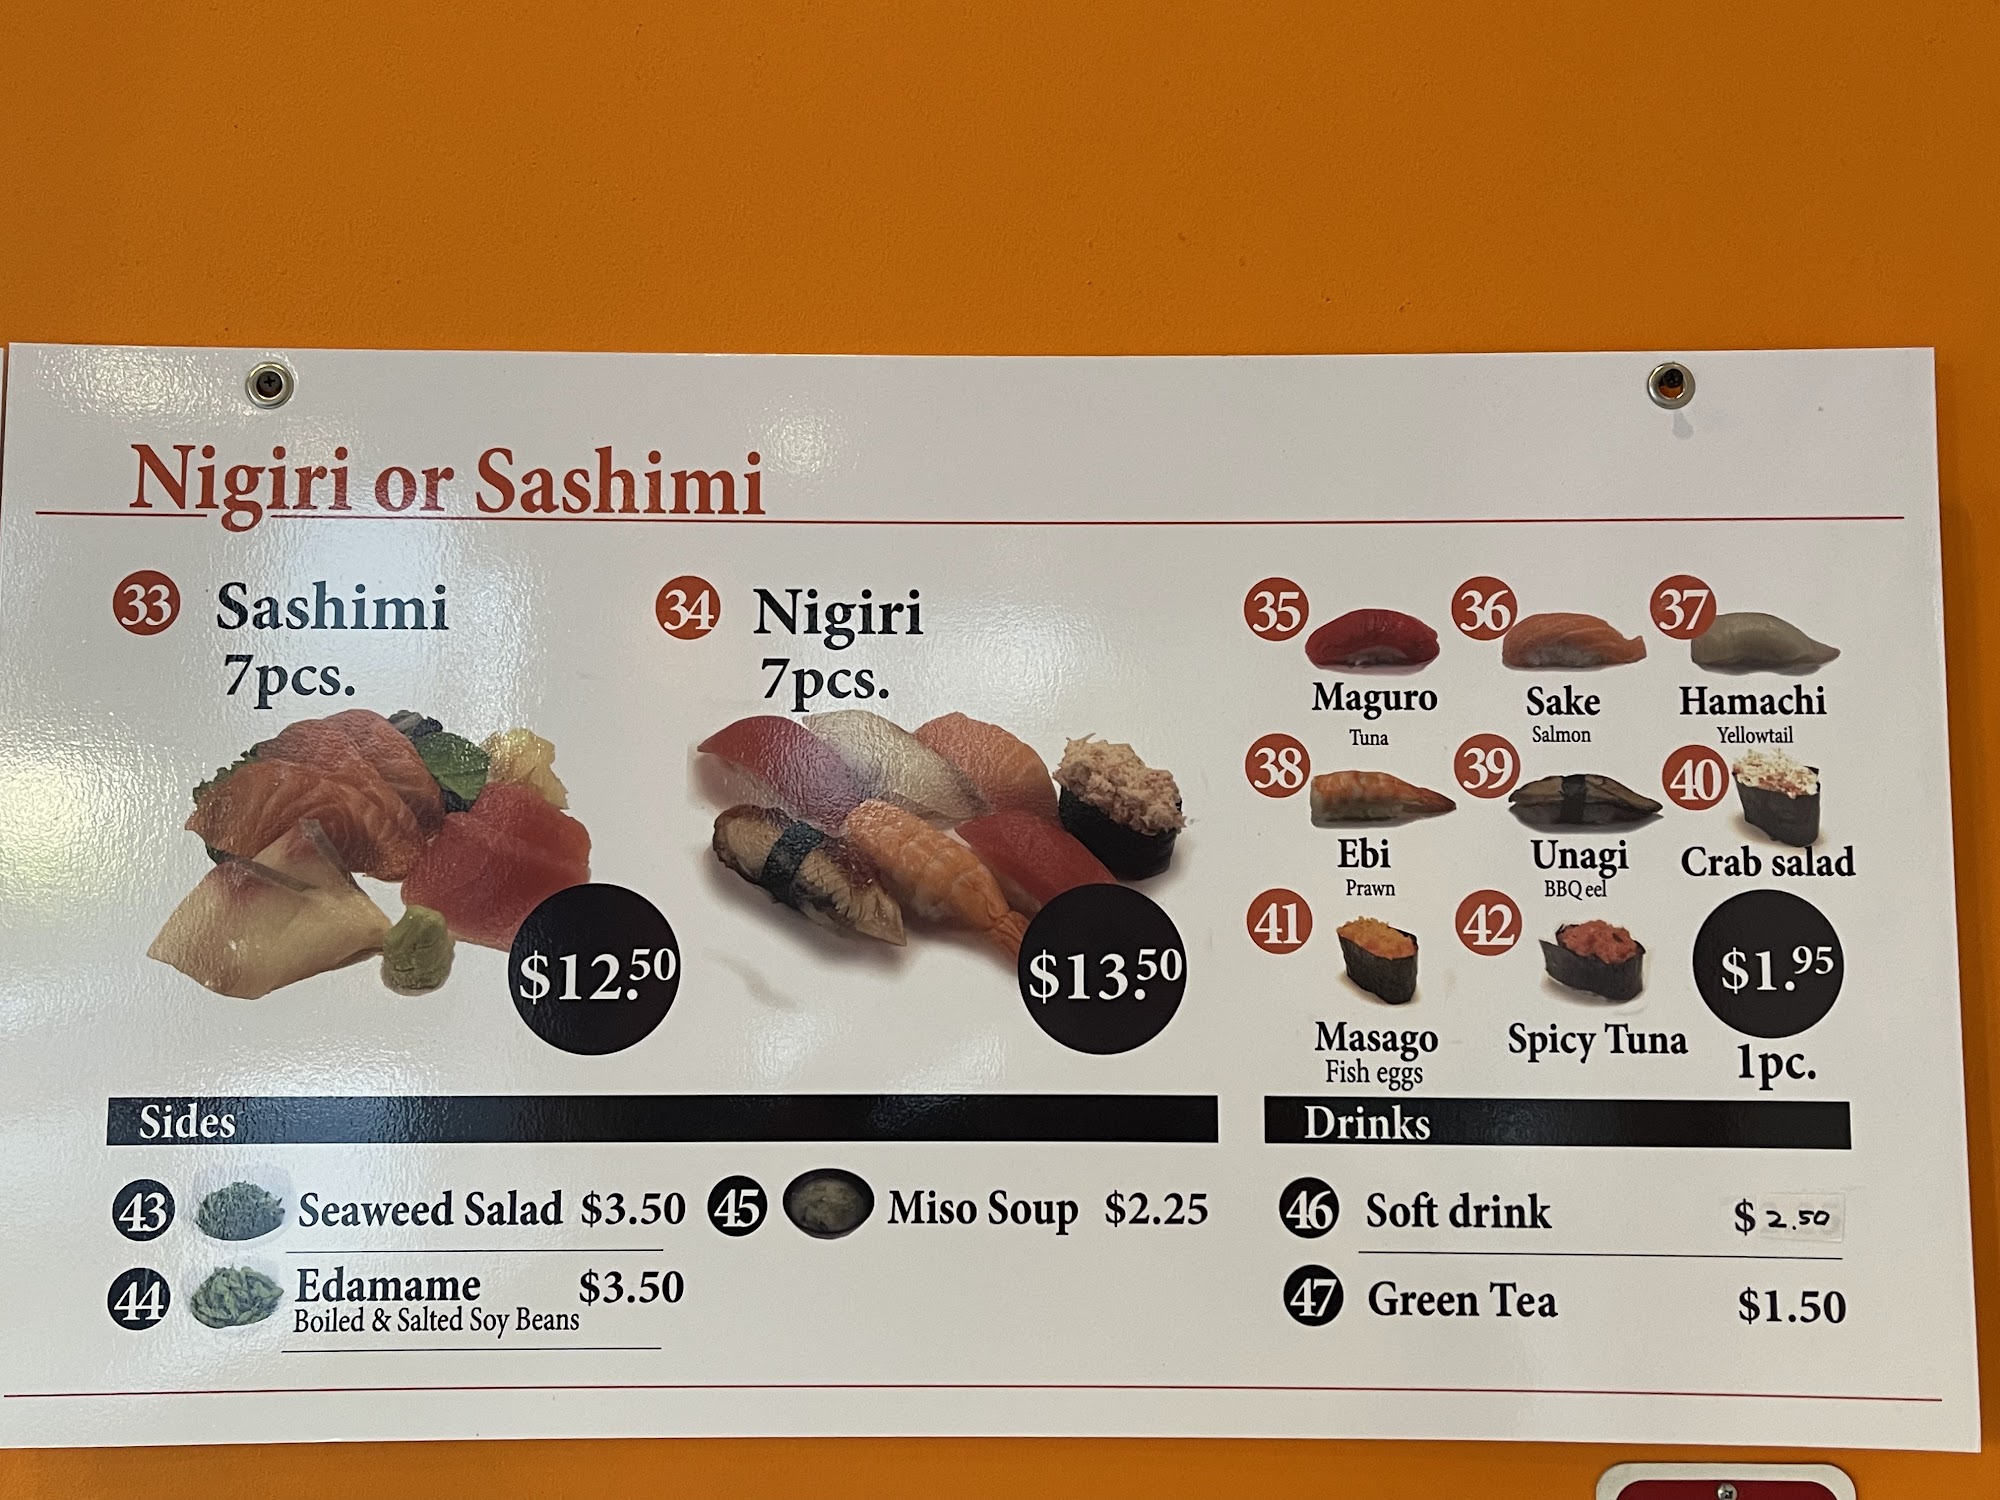 Nigiri or Sashimi
33 Sashimi
7pcs.
$12.50
34 Nigiri
7pcs.
$13.50
35 Maguro
Tuna
36 Sake
Salmon
37 Hamachi
Yellowtail
38 Ebi
Prawn
39 Unagi
BBQ eel
40 Crab salad
41 Masago
Fish eggs
42 Spicy Tuna
$1.95
1pc.
Sides
43 Seaweed Salad $3.50
44 Edamame $3.50
Boiled & Salted Soy Beans
45 Miso Soup $2.25
Drinks
46 Soft drink $ 2.50
47 Green Tea $1.50